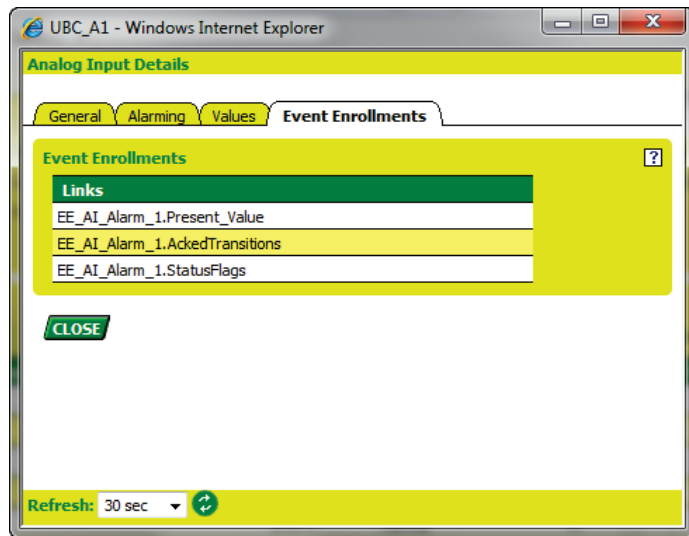 UBC_A1 - Windows Internet Explorer
Analog Input Details
General Alarming Values Event Enrollments
Event Enrollments ?
Links
EE_AI_Alarm_1.Present_Value
EE_AI_Alarm_1.AckedTransitions
EE_AI_Alarm_1.StatusFlags
CLOSE
Refresh: 30 sec